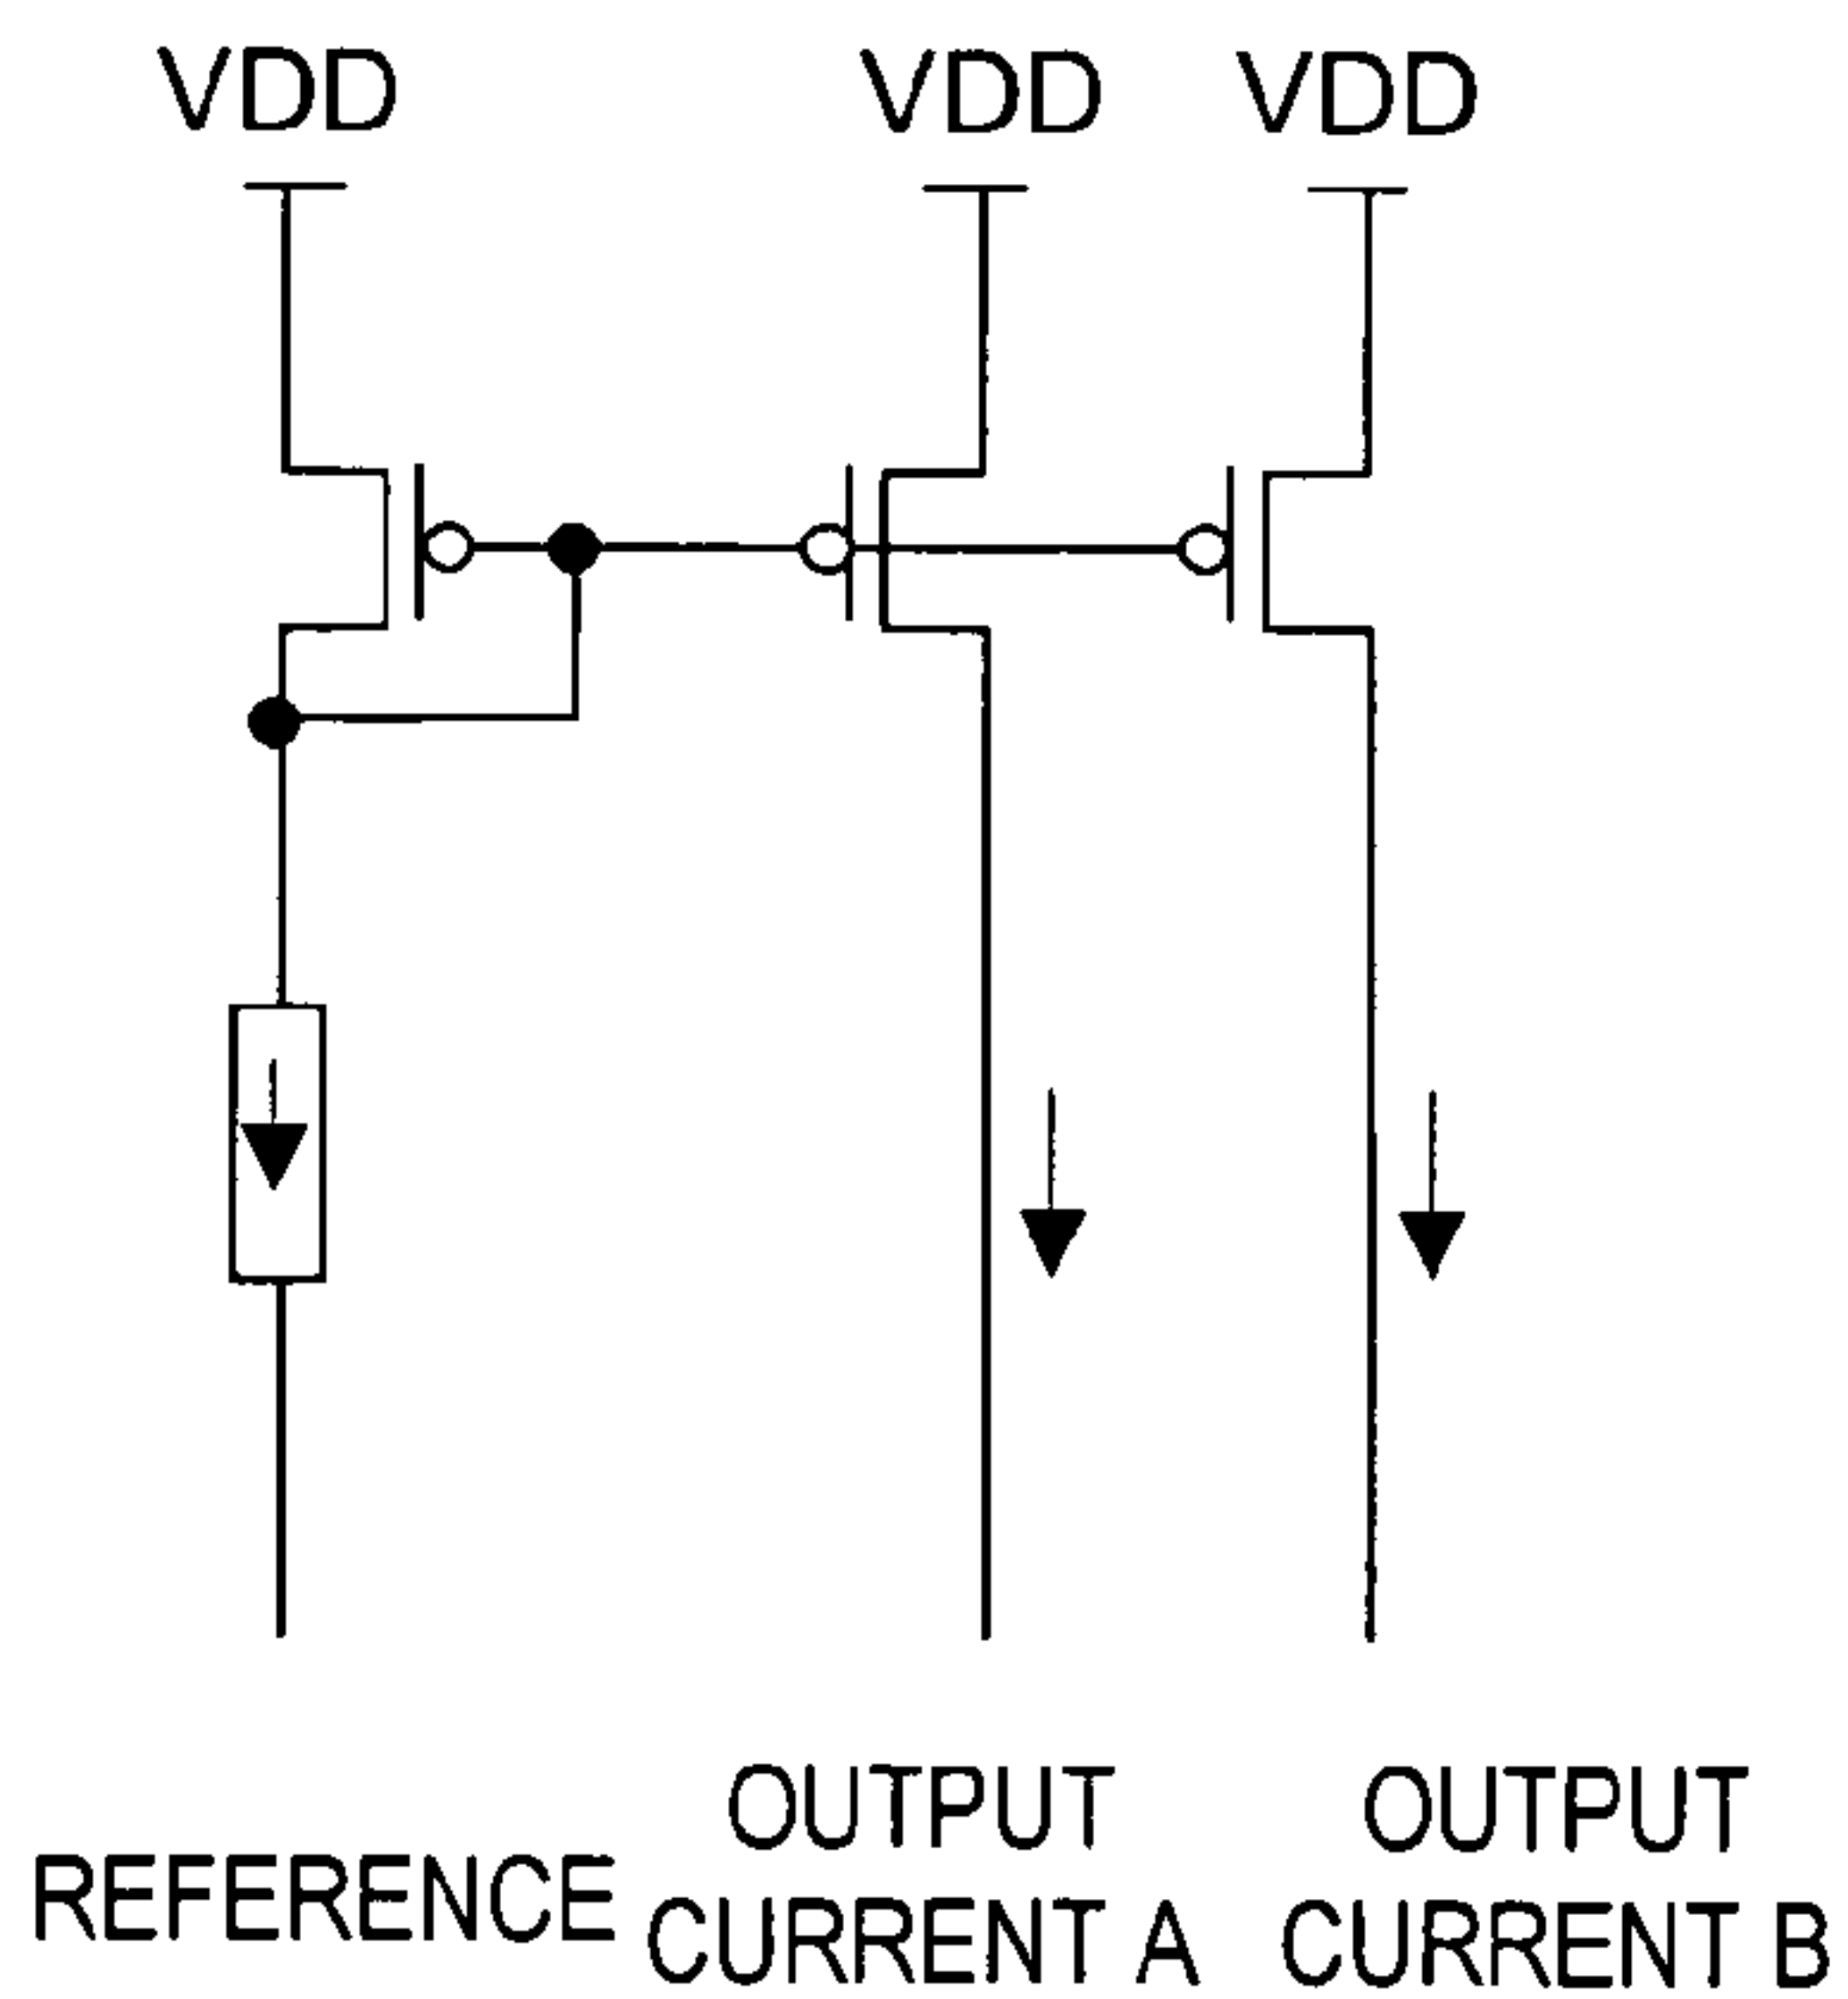 VDD
VDD
VDD
REFERENCE
OUTPUT
CURRENT A
OUTPUT
CURRENT B